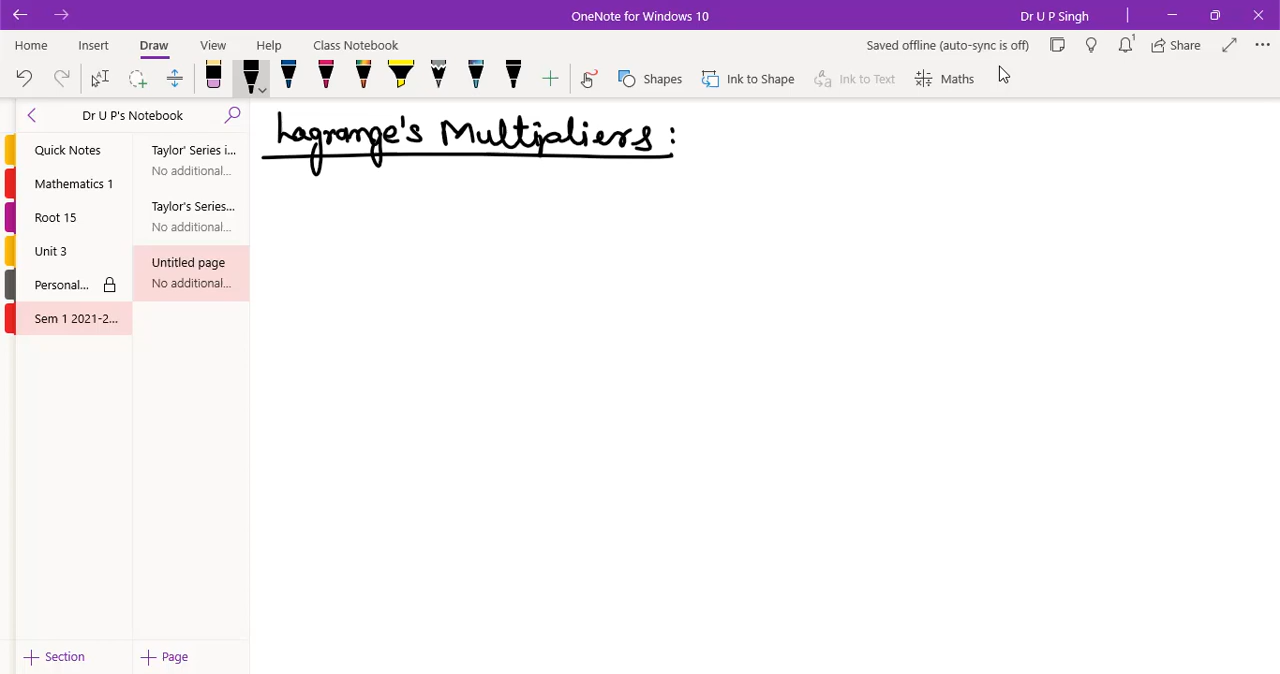 OneNote for Windows 10
Dr U P Singh
Home
Insert
Draw
View
Help
Class Notebook
Saved offline (auto-sync is off)
1
Share
Shapes
Ink to Shape
Ink to Text
Maths
Dr U P's Notebook
Quick Notes
Mathematics 1
Root 15
Unit 3
Personal...
Sem 1 2021-2...
Taylor' Series i...
No additional...
Taylor's Series...
No additional...
Untitled page
No additional...
Lagrange's Multipliers :
Section
Page